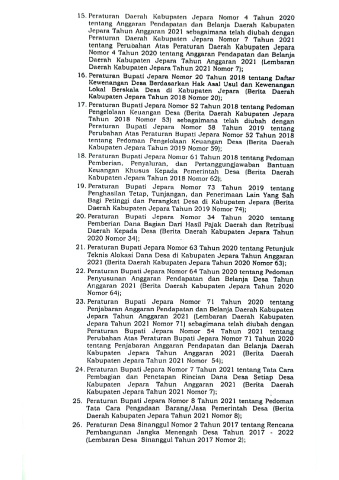 15. Peraturan Daerah Kabupaten Jepara Nomor 4 Tahun 2020
tentang Anggaran Pendapatan dan Belanja Daerah Kabupaten
Jepara Tahun Anggaran 2021 sebagaimana telah diubah dengan
Peraturan Daerah Kabupaten Jepara Nomor 7 Tahun 2021
tentang Perubahan Atas Peraturan Daerah Kabupaten Jepara
Nomor 4 Tahun 2020 tentang Anggaran Pendapatan dan Belanja
Daerah Kabupaten Jepara Tahun Anggaran 2021 (Lembaran
Daerah Kabupaten Jepara Tahun 2021 Nomor 7);
16. Peraturan Bupati Jepara Nomor 20 Tahun 2018 tentang Daftar
Kewenangan Desa Berdasarkan Hak Asal Usul dan Kewenangan
Lokal Berskala Desa di Kabupaten Jepara (Berita Daerah
Kabupaten Jepara Tahun 2018 Nomor 20);
17. Peraturan Bupati Jepara Nomor 52 Tahun 2018 tentang Pedoman
Pengelolaan Keuangan Desa (Berita Daerah Kabupaten Jepara
Tahun 2018 Nomor 53) sebagaimana telah diubah dengan
Peraturan Bupati Jepara Nomor 58 Tahun 2019 tentang
Perubahan Atas Peraturan Bupati Jepara Nomor 52 Tahun 2018
tentang Pedoman Pengelolaan Keuangan Desa (Berita Daerah
Kabupaten Jepara Tahun 2019 Nomor 59);
18. Peraturan Bupati Jepara Nomor 61 Tahun 2018 tentang Pedoman
Pemberian, Penyaluran, dan Pertanggungjawaban Bantuan
Keuangan Khusus Kepada Pemerintah Desa (Berita Daerah
Kabupaten Jepara Tahun 2018 Nomor 62);
19. Peraturan Bupati Jepara Nomor 73 Tahun 2019 tentang
Penghasilan Tetap, Tunjangan, dan Penerimaan Lain Yang Sah
Bagi Petinggi dan Perangkat Desa di Kabupaten Jepara (Berita
Daerah Kabupaten Jepara Tahun 2019 Nomor 74);
20. Peraturan Bupati Jepara Nomor 34 Tahun 2020 tentang
Pemberian Dana Bagian Dari Hasil Pajak Daerah dan Retribusi
Daerah Kepada Desa (Berita Daerah Kabupaten Jepara Tahun
2020 Nomor 34);
21. Peraturan Bupati Jepara Nomor 63 Tahun 2020 tentang Petunjuk
Teknis Alokasi Dana Desa di Kabupaten Jepara Tahun Anggaran
2021 (Berita Daerah Kabupaten Jepara Tahun 2020 Nomor 63);
22. Peraturan Bupati Jepara Nomor 64 Tahun 2020 tentang Pedoman
Penyusunan Anggaran Pendapatan dan Belanja Desa Tahun
Anggaran 2021 (Berita Daerah Kabupaten Jepara Tahun 2020
Nomor 64);
23. Peraturan Bupati Jepara Nomor 71 Tahun 2020 tentang
Penjabaran Anggaran Pendapatan dan Belanja Daerah Kabupaten
Jepara Tahun Anggaran 2021 (Lembaran Daerah Kabupaten
Jepara Tahun 2021 Nomor 71) sebagimana telah diubah dengan
Peraturan Bupati Jepara Nomor 54 Tahun 2021 tentang
Perubahan Atas Peraturan Bupati Jepara Nomor 71 Tahun 2020
tentang Penjabaran Anggaran Pendapatan dan Belanja Daerah
Kabupaten Jepara Tahun Anggaran 2021 (Berita Daerah
Kabupaten Jepara Tahun 2021 Nomor 54);
24. Peraturan Bupati Jepara Nomor 7 Tahun 2021 tentang Tata Cara
Pembagian dan Penetapan Rincian Dana Desa Setiap Desa
Kabupaten Jepara Tahun Anggaran 2021 (Berita Daerah
Kabupaten Jepara Tahun 2021 Nomor 7);
25. Peraturan Bupati Jepara Nomor 8 Tahun 2021 tentang Pedoman
Tata Cara Pengadaan Barang/Jasa Pemerintah Desa (Berita
Daerah Kabupaten Jepara Tahun 2021 Nomor 8);
26. Peraturan Desa Sinanggul Nomor 2 Tahun 2017 tentang Rencana
Pembangunan Jangka Menengah Desa Tahun 2017 - 2022
(Lembaran Desa Sinanggul Tahun 2017 Nomor 2);